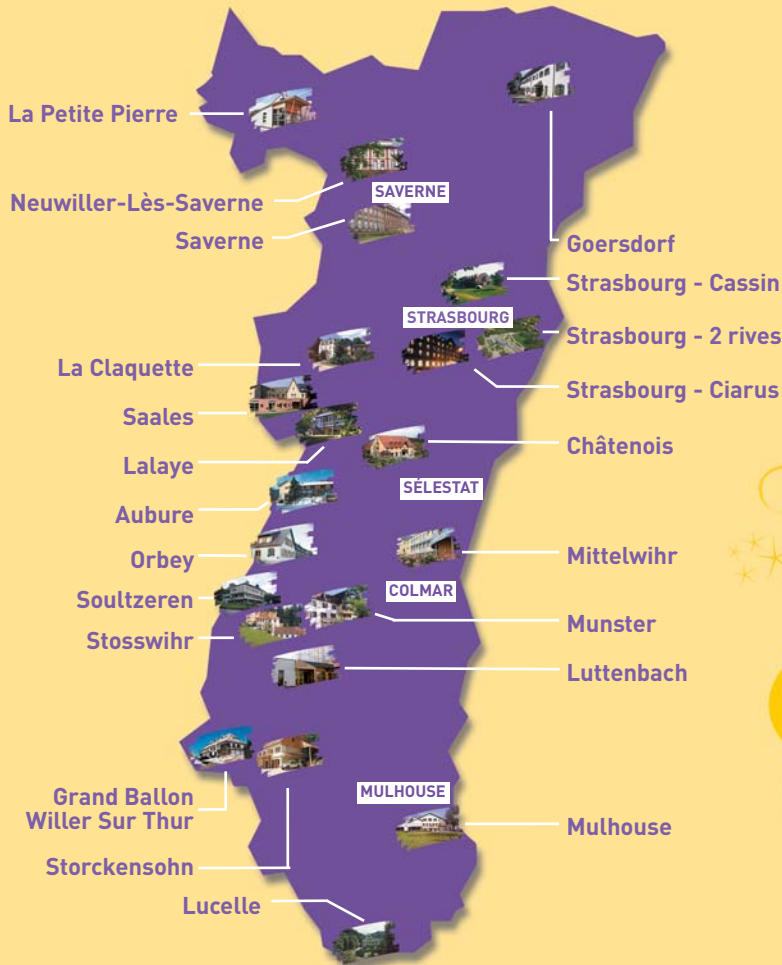 La Petite Pierre
Neuwiller-Lès-Saverne
SAVERNE
Saverne
Goersdorf
Strasbourg - Cassin
STRASBOURG
Strasbourg - 2 rives
La Claquette
Strasbourg - Ciarus
Saales
Châtenois
Lalaye
SÉLESTAT
Aubure
Orbey
Mittelwihr
Soultzeren
COLMAR
Munster
Stosswihr
Luttenbach
Grand Ballon
Willer Sur Thur
MULHOUSE
Mulhouse
Storckensohn
Lucelle